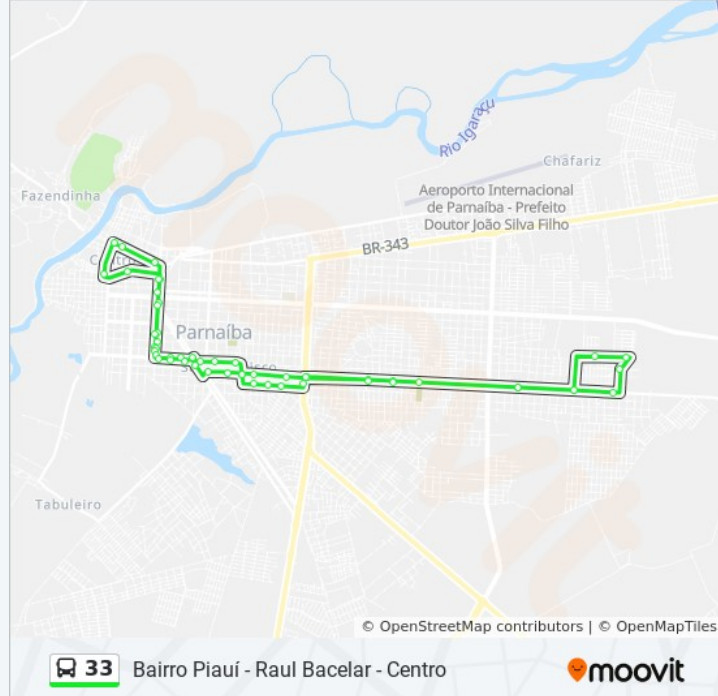 Rio Igaraçu
Chafariz
Fazendinha
Aeroporto Internacional
de Parnaíba - Prefeito
Doutor João Silva Filho
BR-343
Parnaíba
Tabuleiro
© OpenStreetMap contributors | © OpenMapTiles
33 Bairro Piauí - Raul Bacelar - Centro
moovit